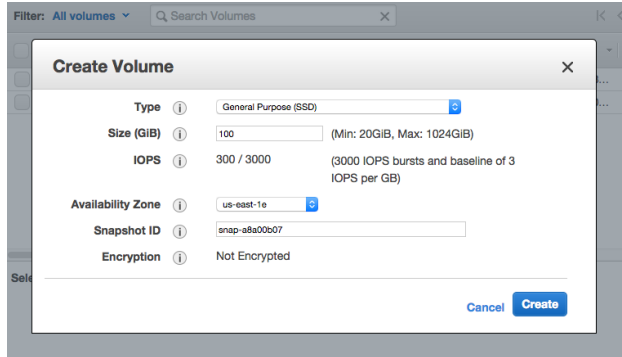 Filter: All volumes Search Volumes
Create Volume
Type General Purpose (SSD)
Size (GiB) 100 (Min: 20GiB, Max: 1024GiB)
IOPS 300 / 3000 (3000 IOPS bursts and baseline of 3
IOPS per GB)
Availability Zone us-east-1e
Snapshot ID snap-a8a00b07
Encryption Not Encrypted
Cancel Create